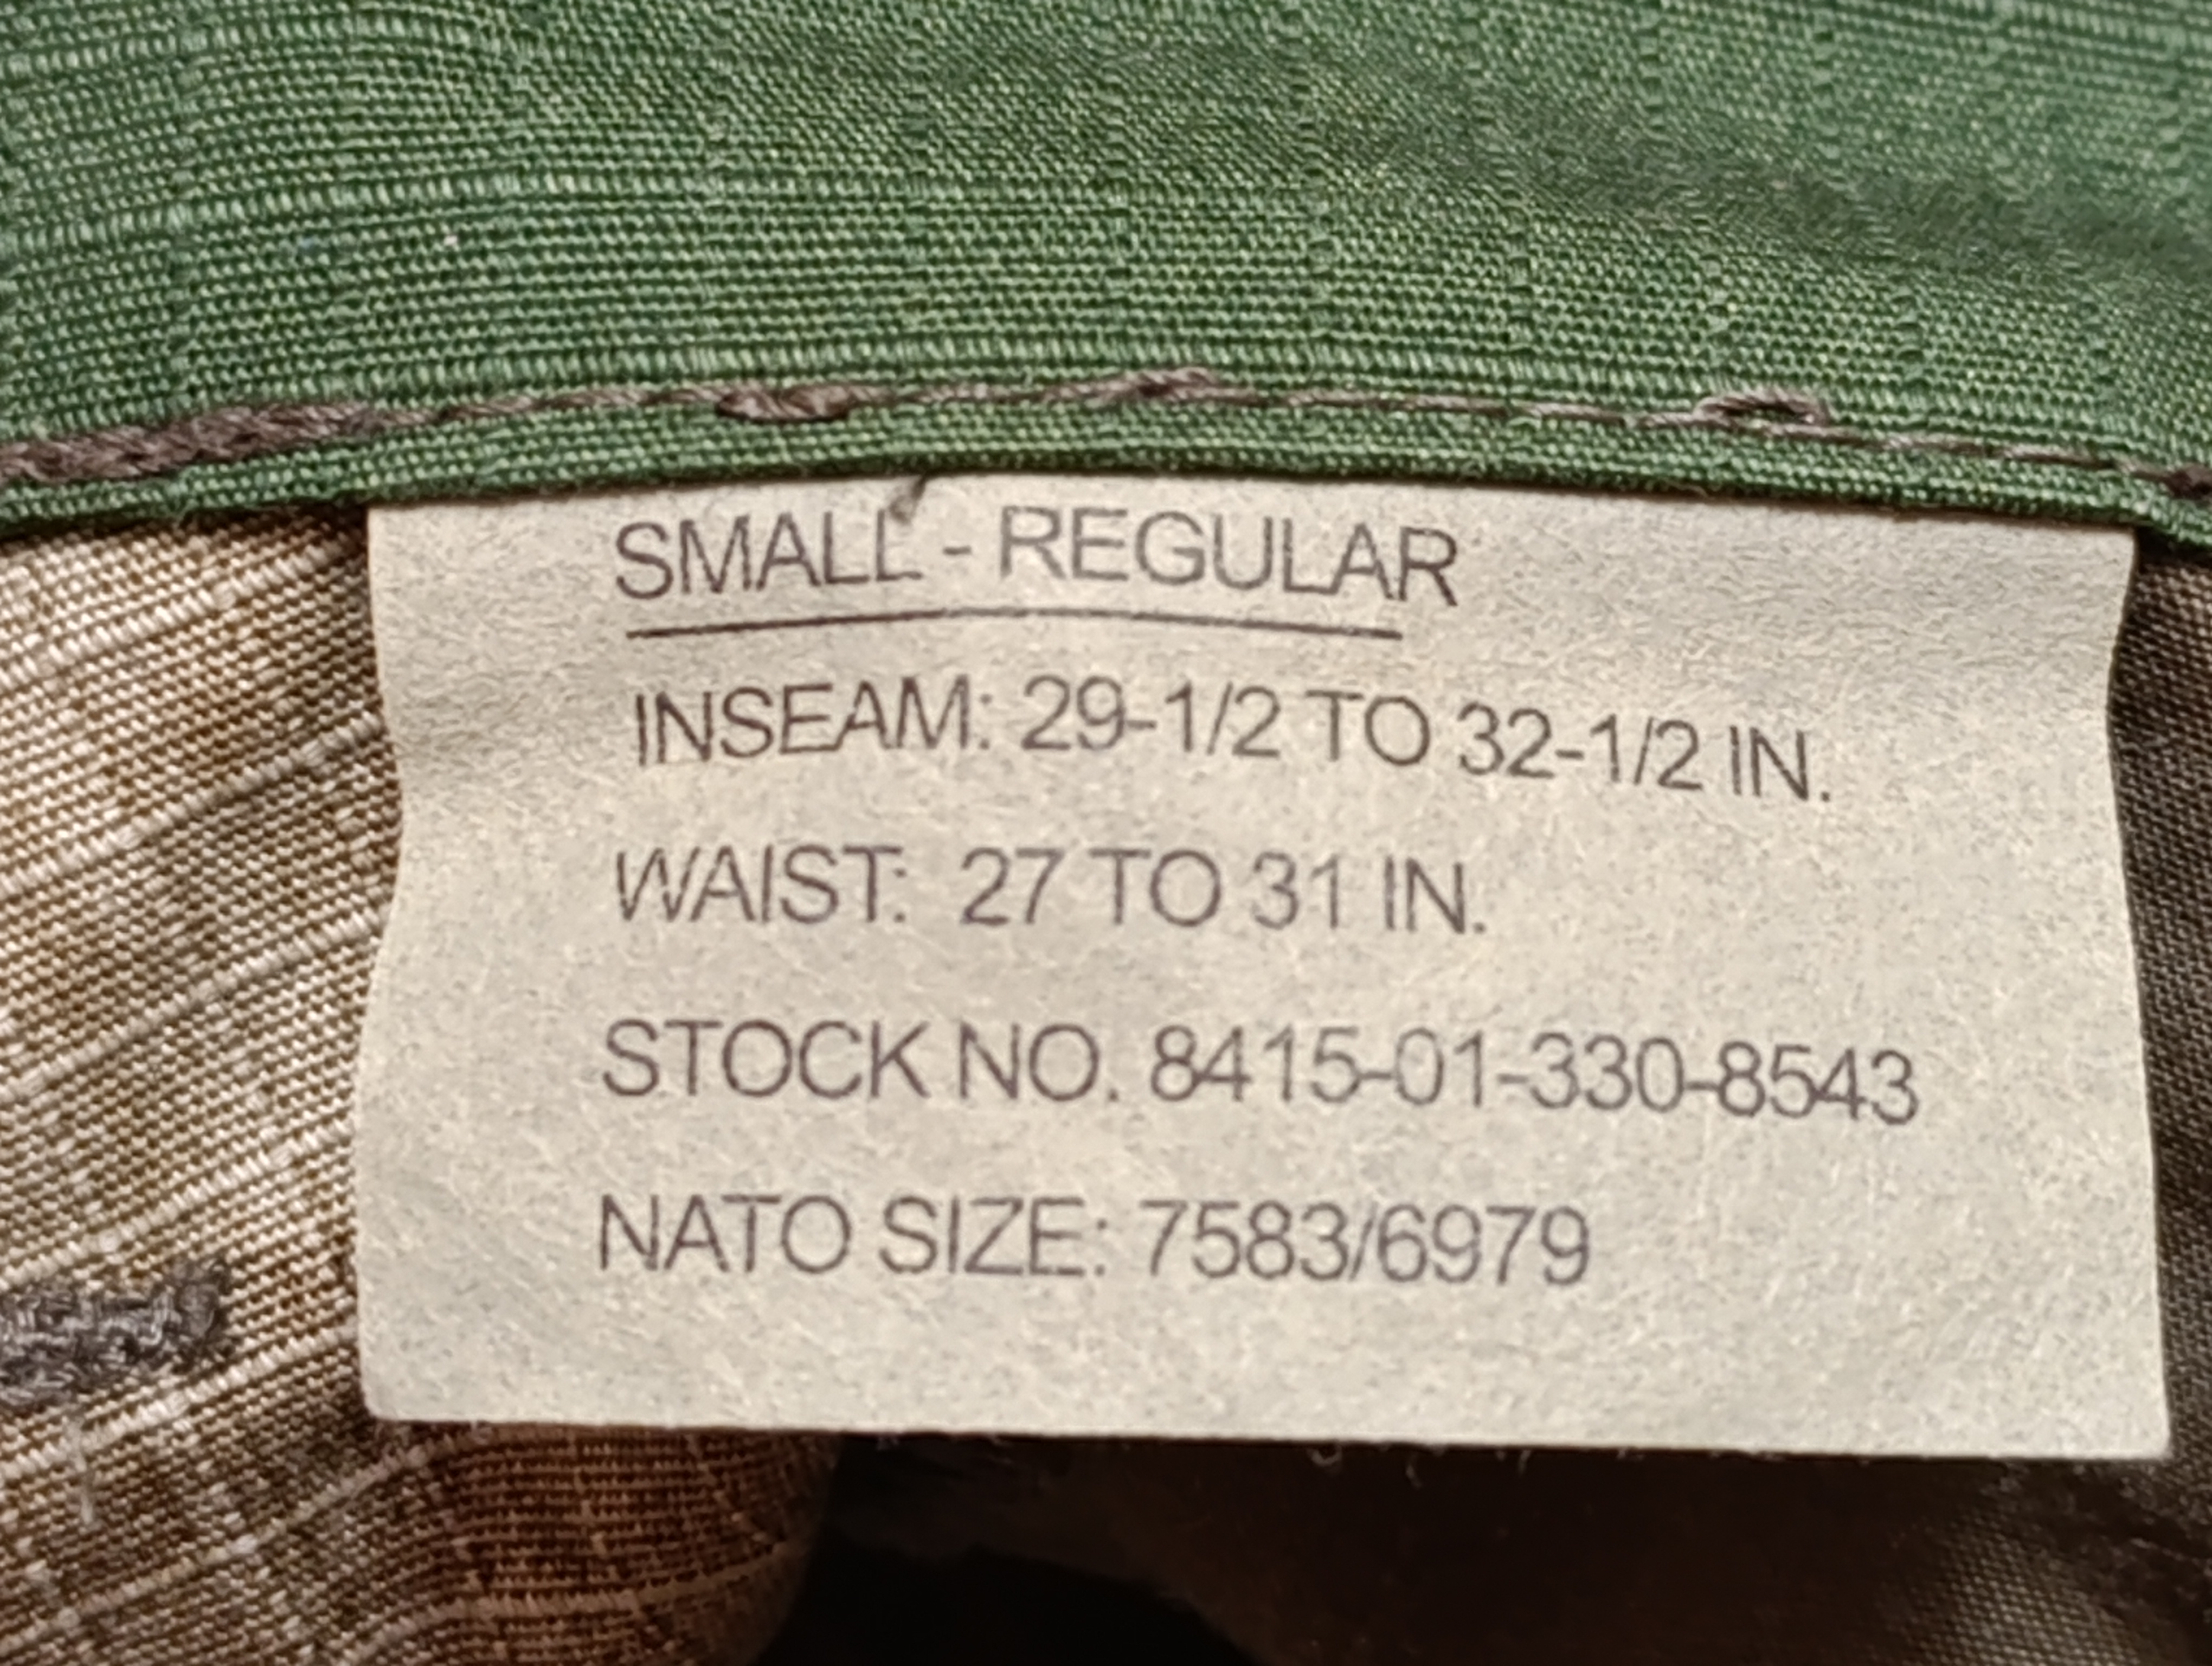 SMALL - REGULAR
INSEAM: 29-1/2 TO 32-1/2 IN.
WAIST: 27 TO 31 IN.
STOCK NO. 8415-01-330-8543
NATO SIZE: 7583/6979